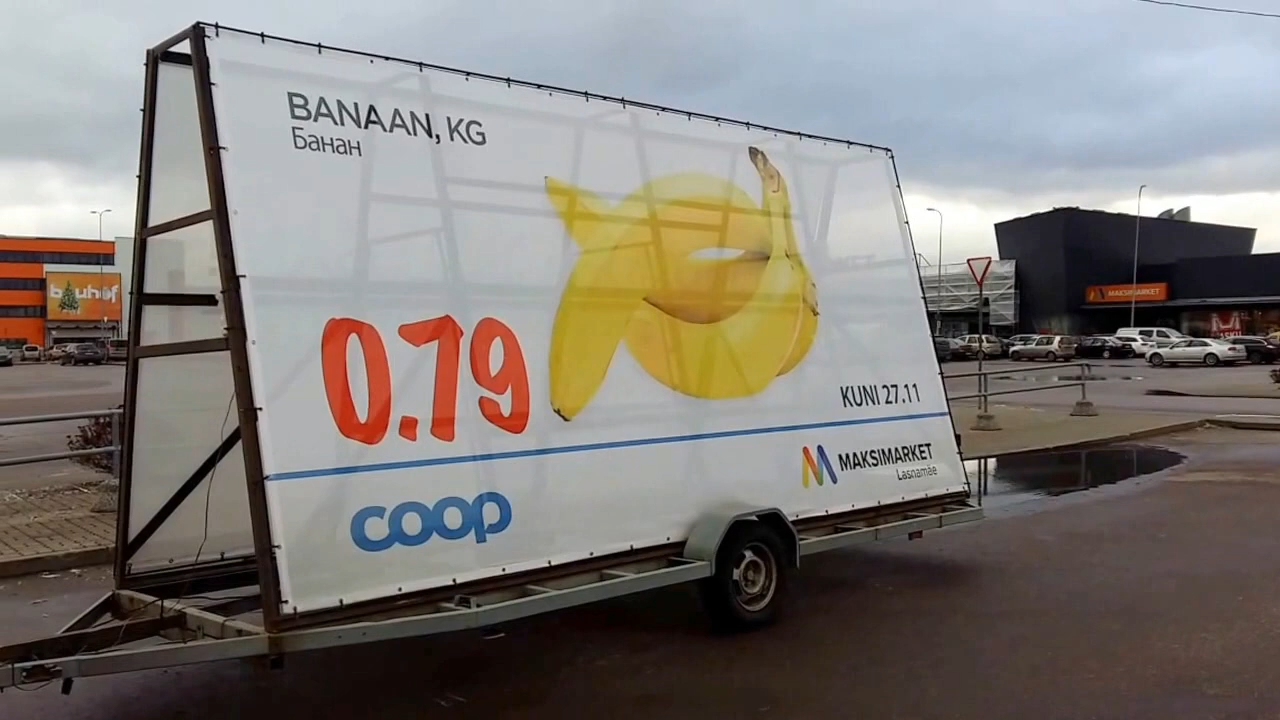 BANAAN, KG
Банан
0.79
KUNI 27.11
coop
MAKSIMARKET
Lasnamäe
bauhof
MAKSIMARKET